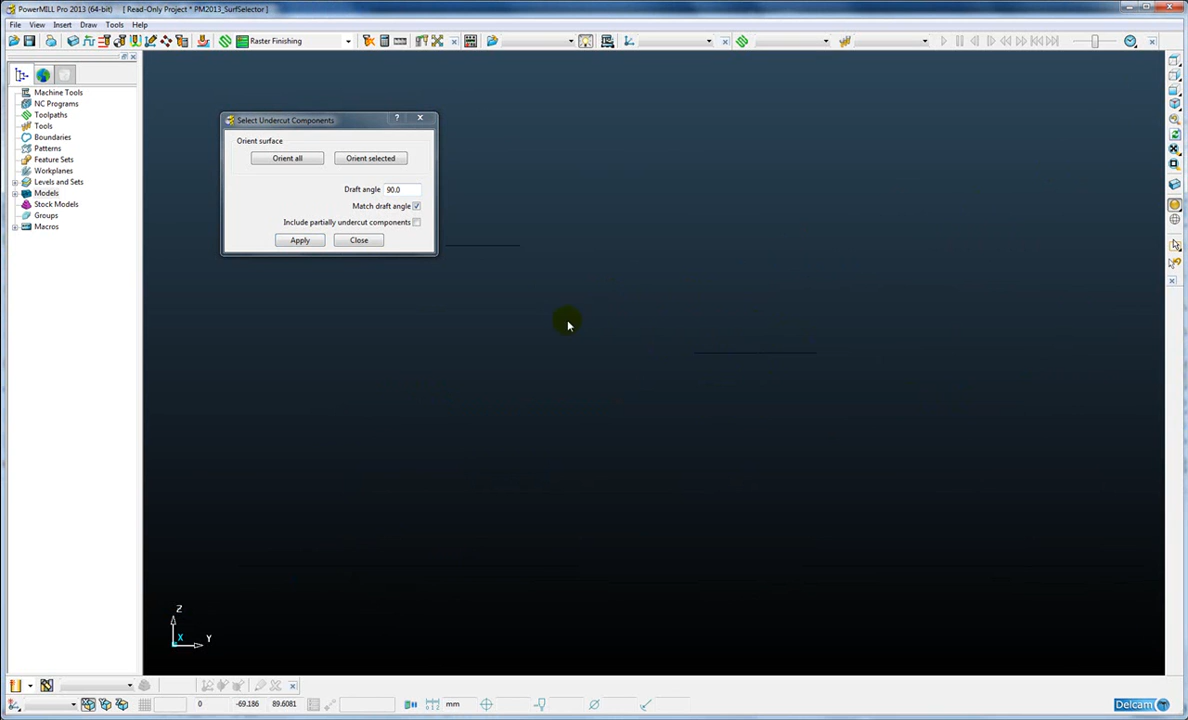 PowerMILL Pro 2013 (64-bit) [ Read-Only Project * PM2013_SurfSelector ]
File View Insert Draw Tools Help
Raster Finishing
Machine Tools
NC Programs
Toolpaths
Tools
Boundaries
Patterns
Feature Sets
Workplanes
Levels and Sets
Models
Stock Models
Groups
Macros
Select Undercut Components
Orient surface
Orient all Orient selected
Draft angle 90.0
Match draft angle
Include partially undercut components
Apply Close
Z
X Y
0 -69.186 89.6081 mm
Delcam